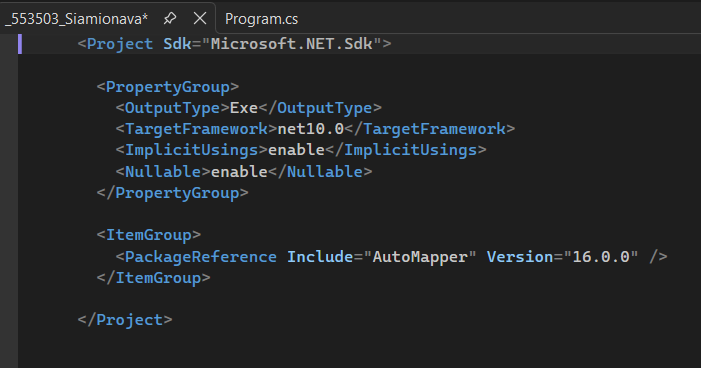 _553503_Siamionava* Program.cs
<Project Sdk="Microsoft.NET.Sdk">
<PropertyGroup>
<OutputType>Exe</OutputType>
<TargetFramework>net10.0</TargetFramework>
<ImplicitUsings>enable</ImplicitUsings>
<Nullable>enable</Nullable>
</PropertyGroup>
<ItemGroup>
<PackageReference Include="AutoMapper" Version="16.0.0" />
</ItemGroup>
</Project>